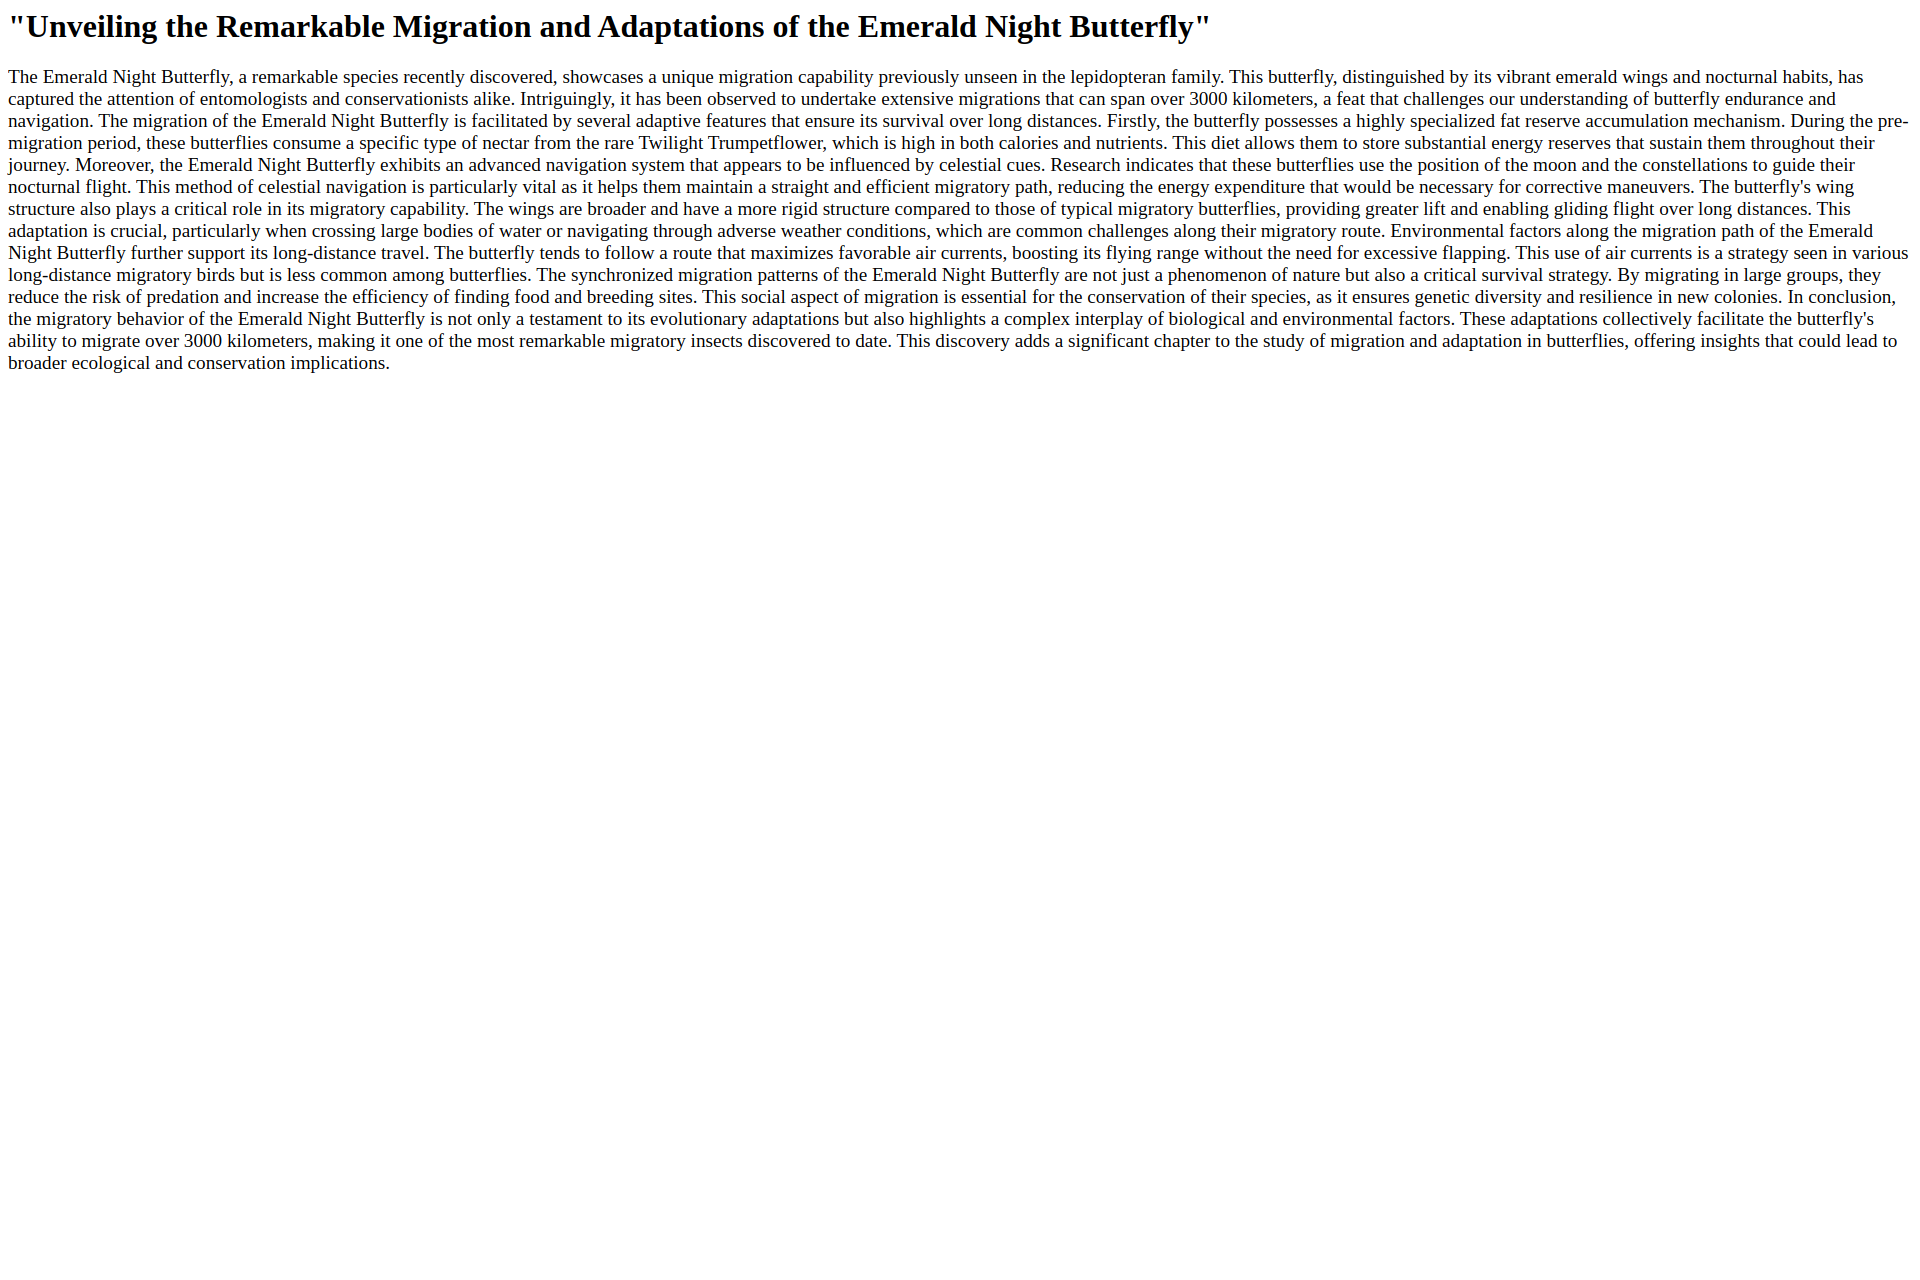 "Unveiling the Remarkable Migration and Adaptations of the Emerald Night Butterfly"
The Emerald Night Butterfly, a remarkable species recently discovered, showcases a unique migration capability previously unseen in the lepidopteran family. This butterfly, distinguished by its vibrant emerald wings and nocturnal habits, has
captured the attention of entomologists and conservationists alike. Intriguingly, it has been observed to undertake extensive migrations that can span over 3000 kilometers, a feat that challenges our understanding of butterfly endurance and
navigation. The migration of the Emerald Night Butterfly is facilitated by several adaptive features that ensure its survival over long distances. Firstly, the butterfly possesses a highly specialized fat reserve accumulation mechanism. During the pre-
migration period, these butterflies consume a specific type of nectar from the rare Twilight Trumpetflower, which is high in both calories and nutrients. This diet allows them to store substantial energy reserves that sustain them throughout their
journey. Moreover, the Emerald Night Butterfly exhibits an advanced navigation system that appears to be influenced by celestial cues. Research indicates that these butterflies use the position of the moon and the constellations to guide their
nocturnal flight. This method of celestial navigation is particularly vital as it helps them maintain a straight and efficient migratory path, reducing the energy expenditure that would be necessary for corrective maneuvers. The butterfly's wing
structure also plays a critical role in its migratory capability. The wings are broader and have a more rigid structure compared to those of typical migratory butterflies, providing greater lift and enabling gliding flight over long distances. This
adaptation is crucial, particularly when crossing large bodies of water or navigating through adverse weather conditions, which are common challenges along their migratory route. Environmental factors along the migration path of the Emerald
Night Butterfly further support its long-distance travel. The butterfly tends to follow a route that maximizes favorable air currents, boosting its flying range without the need for excessive flapping. This use of air currents is a strategy seen in various
long-distance migratory birds but is less common among butterflies. The synchronized migration patterns of the Emerald Night Butterfly are not just a phenomenon of nature but also a critical survival strategy. By migrating in large groups, they
reduce the risk of predation and increase the efficiency of finding food and breeding sites. This social aspect of migration is essential for the conservation of their species, as it ensures genetic diversity and resilience in new colonies. In conclusion,
the migratory behavior of the Emerald Night Butterfly is not only a testament to its evolutionary adaptations but also highlights a complex interplay of biological and environmental factors. These adaptations collectively facilitate the butterfly's
ability to migrate over 3000 kilometers, making it one of the most remarkable migratory insects discovered to date. This discovery adds a significant chapter to the study of migration and adaptation in butterflies, offering insights that could lead to
broader ecological and conservation implications.